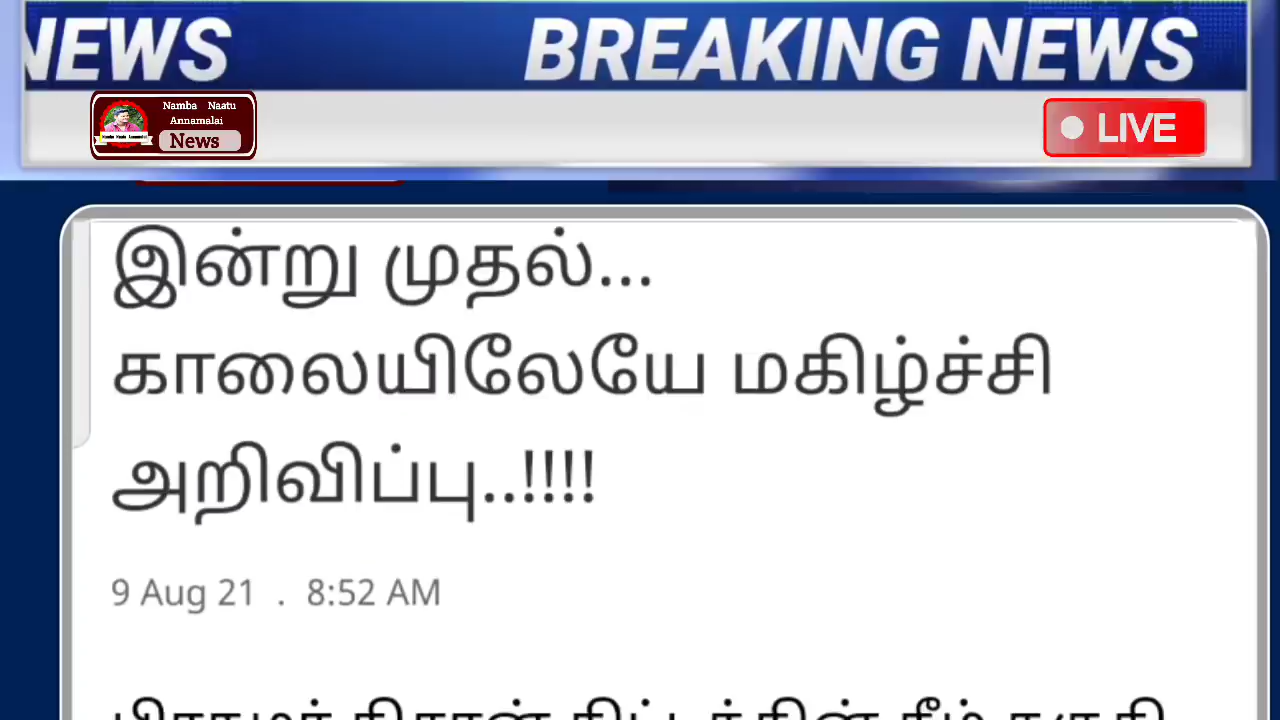 NEWS
BREAKING NEWS
Namba Naatu
Annamalai
News
LIVE
இன்று முதல்...
காலையிலேயே மகிழ்ச்சி
அறிவிப்பு..!!!!
9 Aug 21 . 8:52 AM